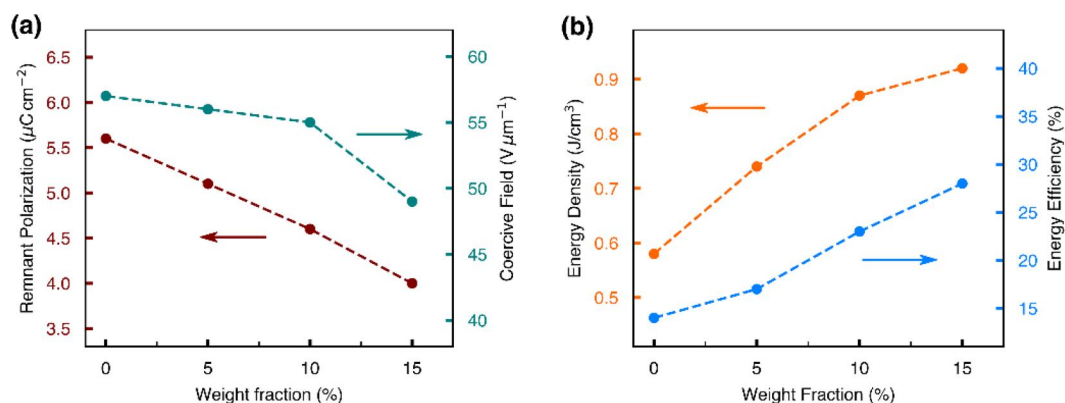 (a)
6.5
6.0
5.5
5.0
4.5
4.0
3.5
Remnant Polarization (μC cm⁻²)
60
55
50
45
40
Coercive Field (V μm⁻¹)
0 5 10 15
Weight fraction (%)
(b)
0.9
0.8
0.7
0.6
0.5
Energy Density (J/cm³)
40
35
30
25
20
15
Energy Efficiency (%)
0 5 10 15
Weight Fraction (%)